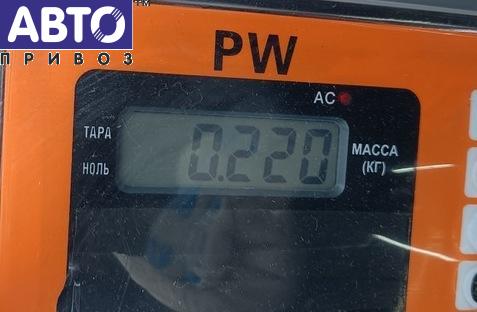 АВТО
ПРИВОЗ
PW
AC
ТАРА
0.220
МАССА
НОЛЬ
(КГ)